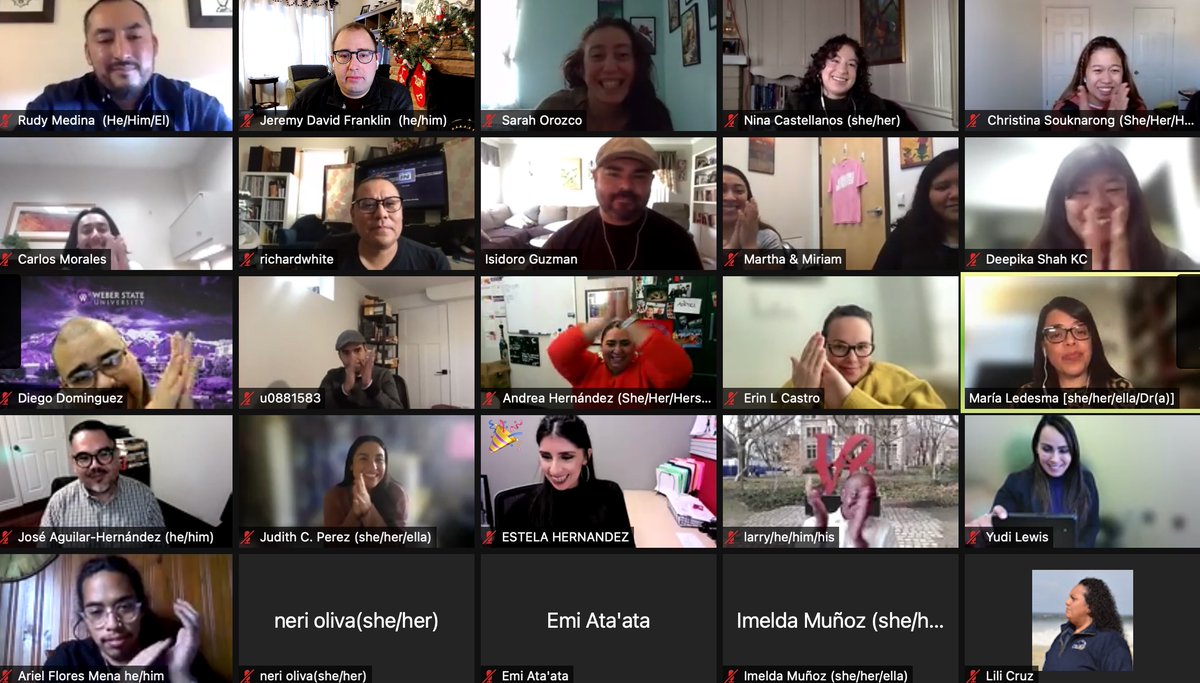 Rudy Medina (He/Him/El)
Jeremy David Franklin (he/him)
Sarah Orozco
Nina Castellanos (she/her)
Christina Souknarong (She/Her/H...
Carlos Morales
richardwhite
Isidoro Guzman
Martha & Miriam
Deepika Shah KC
WEBER STATE
UNIVERSITY
Diego Dominguez
u0881583
Andrea Hernández (She/Her/Hers...
Erin L Castro
María Ledesma [she/her/ella/Dr(a)]
José Aguilar-Hernández (he/him)
Judith C. Perez (she/her/ella)
ESTELA HERNANDEZ
larry/he/him/his
Yudi Lewis
Ariel Flores Mena he/him
neri oliva(she/her)
neri oliva(she/her)
Emi Ata'ata
Emi Ata'ata
Imelda Muñoz (she/h...
Imelda Muñoz (she/her/ella)
Lili Cruz